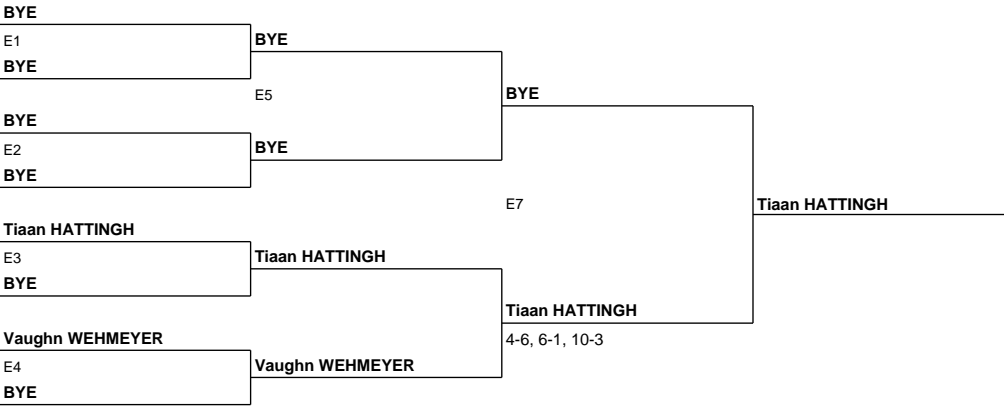 BYE
E1
BYE
BYE
E5
BYE
BYE
E2
BYE
BYE
E7
Tiaan HATTINGH
Tiaan HATTINGH
E3
Tiaan HATTINGH
BYE
Tiaan HATTINGH
Vaughn WEHMEYER
4-6, 6-1, 10-3
E4
Vaughn WEHMEYER
BYE
BYE